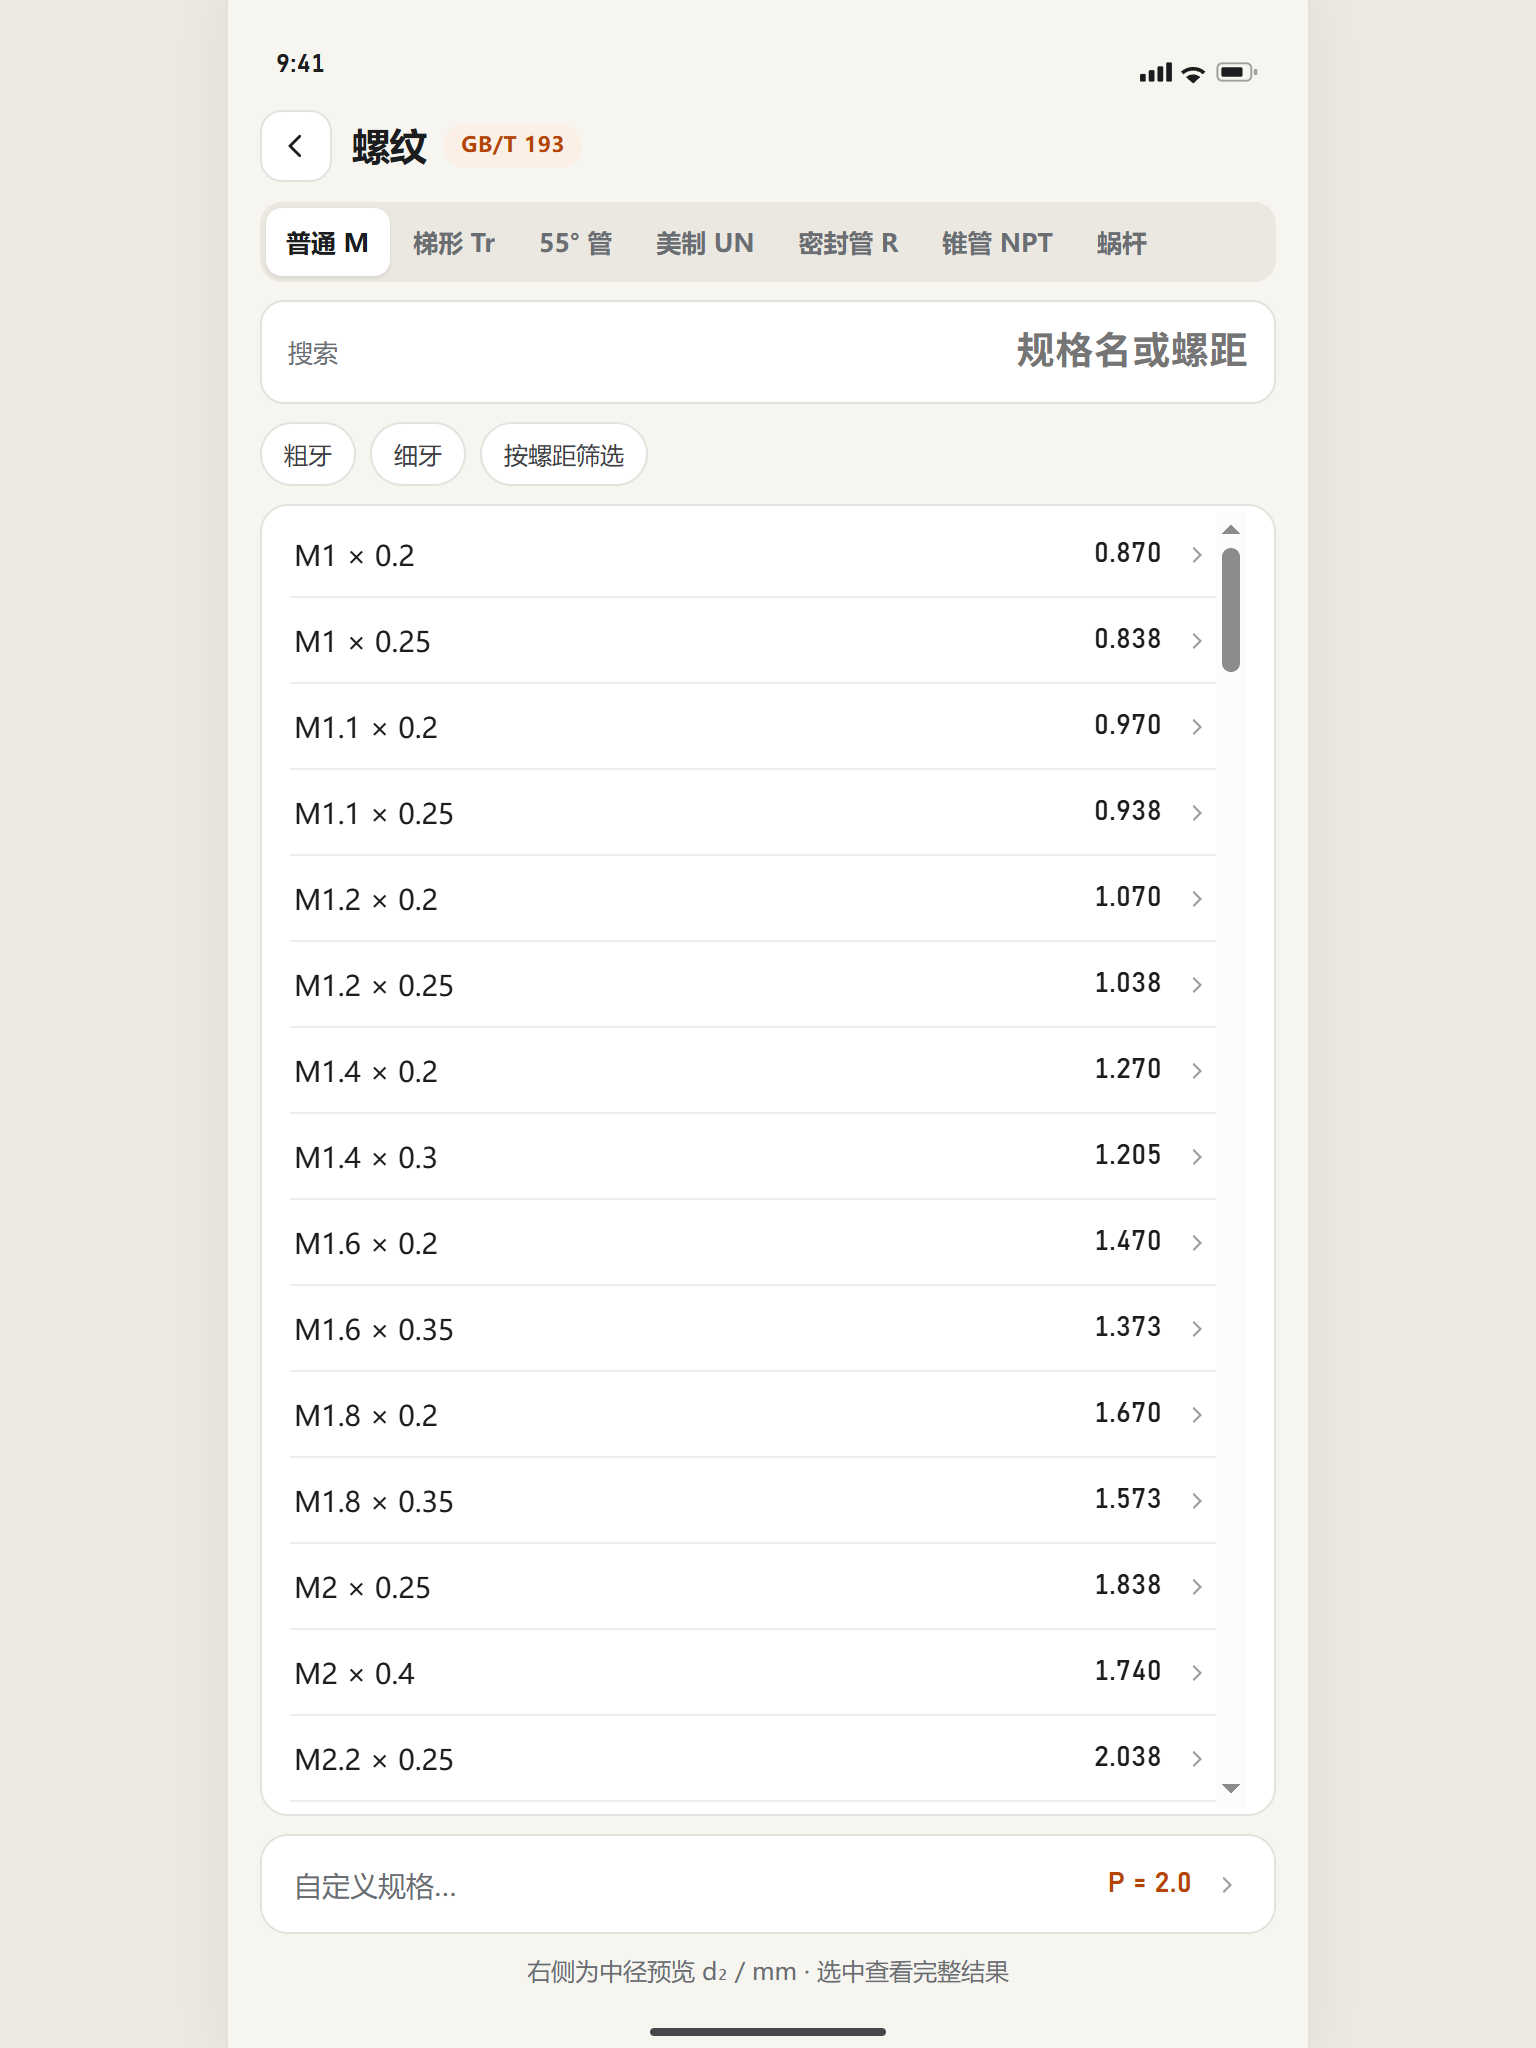 9:41
螺纹 GB/T 193
普通 M 梯形 Tr 55° 管 美制 UN 密封管 R 锥管 NPT 蜗杆
搜索 规格名或螺距
粗牙 细牙 按螺距筛选
M1 × 0.2 0.870
M1 × 0.25 0.838
M1.1 × 0.2 0.970
M1.1 × 0.25 0.938
M1.2 × 0.2 1.070
M1.2 × 0.25 1.038
M1.4 × 0.2 1.270
M1.4 × 0.3 1.205
M1.6 × 0.2 1.470
M1.6 × 0.35 1.373
M1.8 × 0.2 1.670
M1.8 × 0.35 1.573
M2 × 0.25 1.838
M2 × 0.4 1.740
M2.2 × 0.25 2.038
自定义规格... P = 2.0
右侧为中径预览 d₂ / mm · 选中查看完整结果